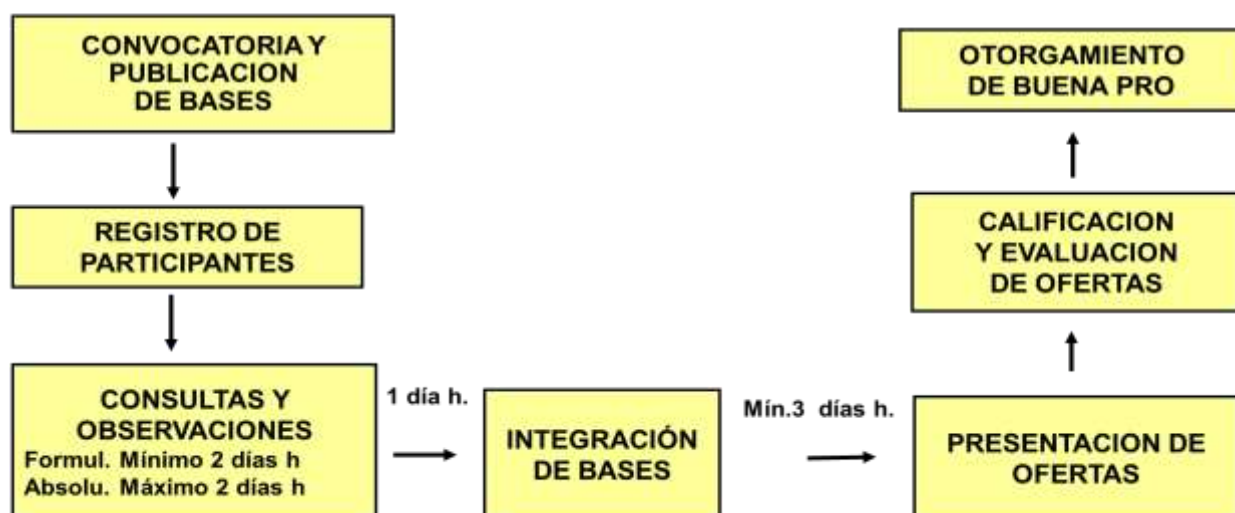 CONVOCATORIA Y
PUBLICACION
DE BASES
REGISTRO DE
PARTICIPANTES
CONSULTAS Y
OBSERVACIONES
Formul. Mínimo 2 días h
Absolu. Máximo 2 días h
1 día h.
INTEGRACIÓN
DE BASES
Mín.3 días h.
PRESENTACION DE
OFERTAS
CALIFICACION
Y EVALUACION
DE OFERTAS
OTORGAMIENTO
DE BUENA PRO